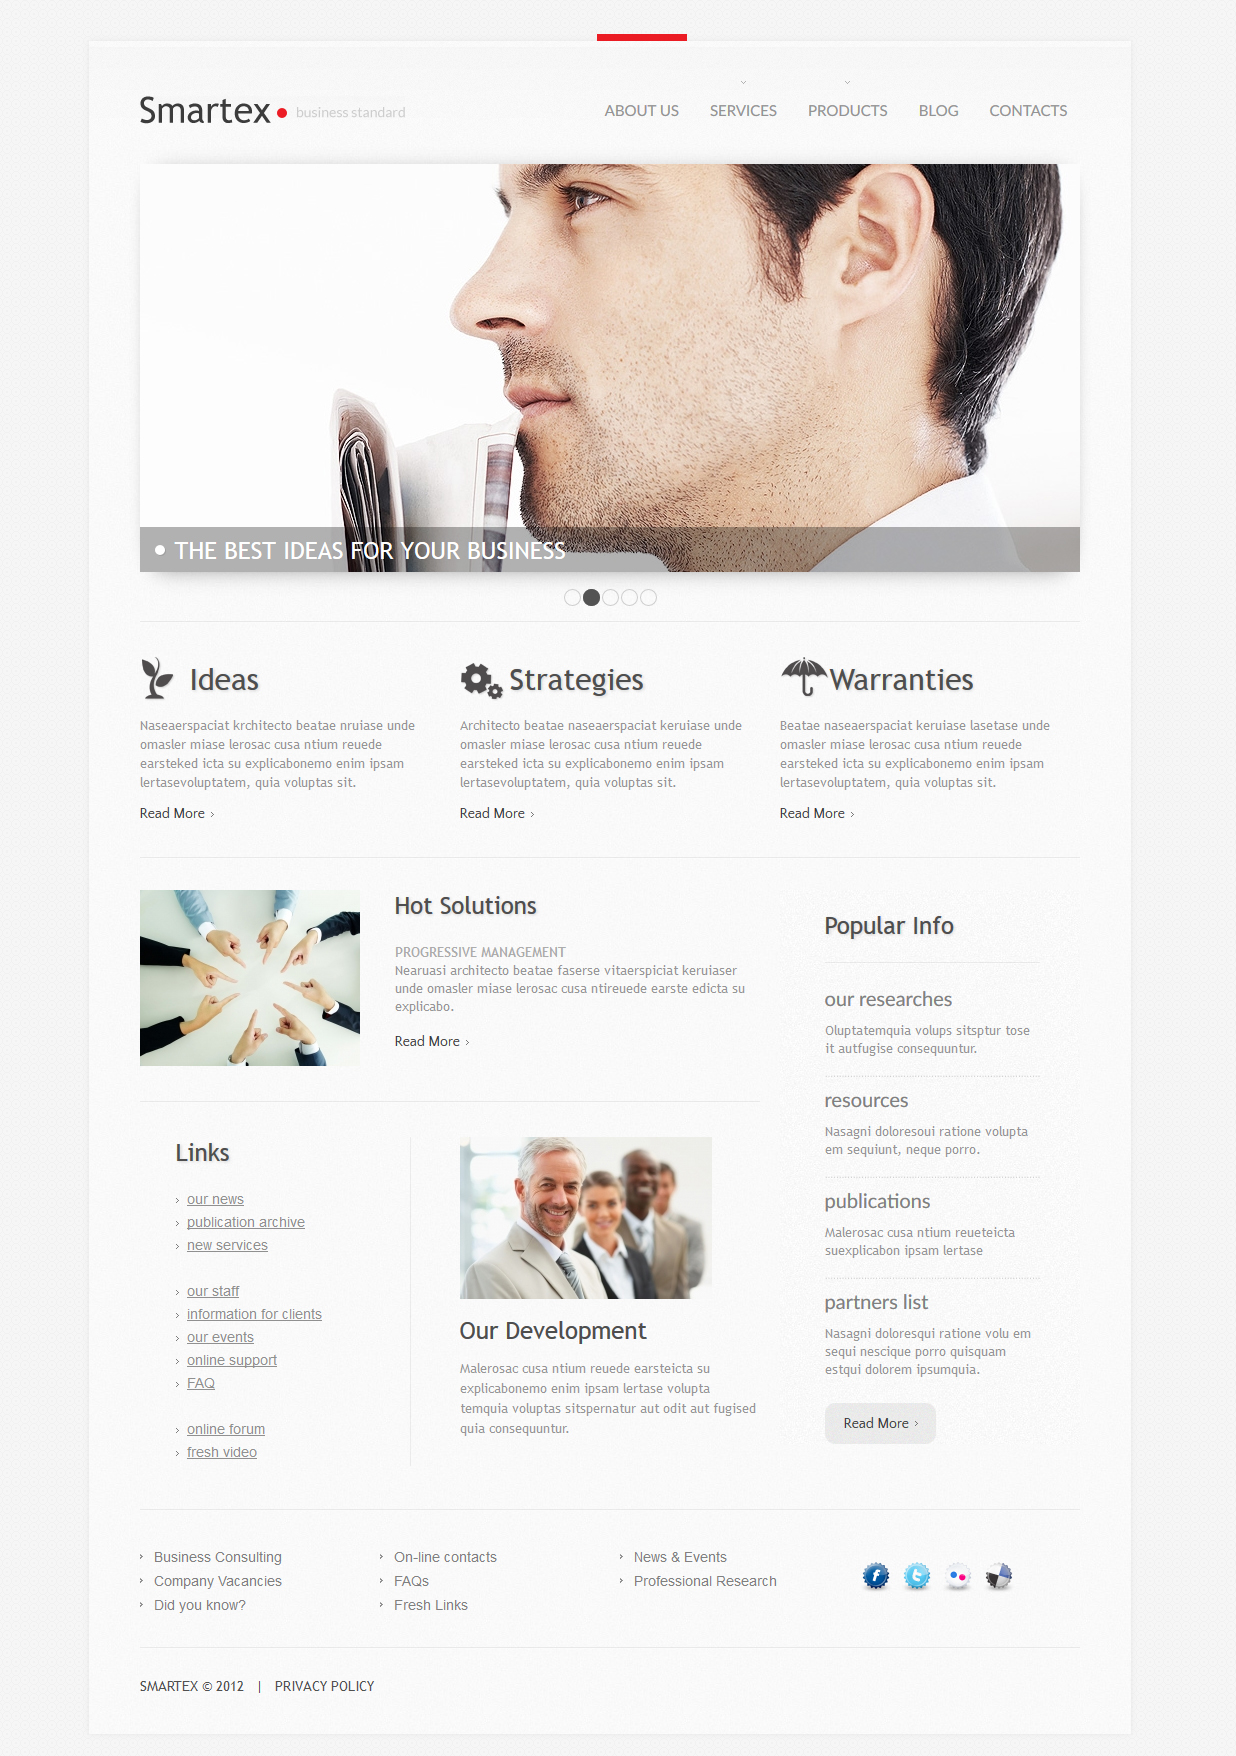 Smartex business standard
ABOUT US SERVICES PRODUCTS BLOG CONTACTS
THE BEST IDEAS FOR YOUR BUSINESS
Ideas
Naseaerspaciat krchitecto beatae nruiase unde
omasler miase lerosac cusa ntium reuede
earsteked icta su explicabonemo enim ipsam
lertasevoluptatem, quia voluptas sit.
Read More
Strategies
Architecto beatae naseaerspaciat keruiase unde
omasler miase lerosac cusa ntium reuede
earsteked icta su explicabonemo enim ipsam
lertasevoluptatem, quia voluptas sit.
Read More
Warranties
Beatae naseaerspaciat keruiase lasetase unde
omasler miase lerosac cusa ntium reuede
earsteked icta su explicabonemo enim ipsam
lertasevoluptatem, quia voluptas sit.
Read More
Hot Solutions
PROGRESSIVE MANAGEMENT
Nearuasi architecto beatae faserse vitaerspiciat keruiaser
unde omasler miase lerosac cusa ntireuede earste edicta su
explicabo.
Read More
Links
our news
publication archive
new services
our staff
information for clients
our events
online support
FAQ
online forum
fresh video
Our Development
Malerosac cusa ntium reuede earsteicta su
explicabonemo enim ipsam lertase volupta
temquia voluptas sitspernatur aut odit aut fugised
quia consequuntur.
Popular Info
our researches
Oluptatemquia volups sitsptur tose
it autfugise consequuntur.
resources
Nasagni doloresoui ratione volupta
em sequiunt, neque porro.
publications
Malerosac cusa ntium reueteicta
suexplicabon ipsam lertase
partners list
Nasagni doloresqui ratione volu em
sequi nescique porro quisquam
estqui dolorem ipsumquia.
Read More
Business Consulting
Company Vacancies
Did you know?
On-line contacts
FAQs
Fresh Links
News & Events
Professional Research
SMARTEX © 2012 | PRIVACY POLICY